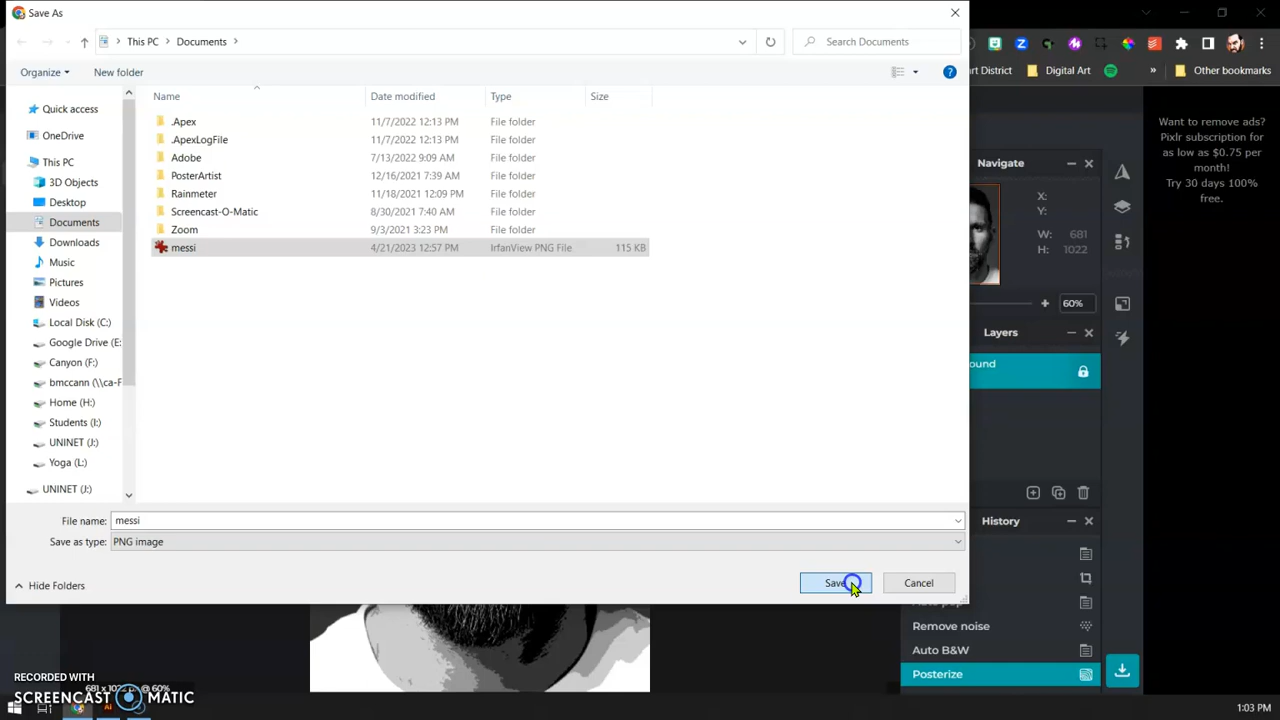 Save As
This PC
Documents
Search Documents
Organize
New folder
Name
Date modified
Type
Size
.Apex
11/7/2022 12:13 PM
File folder
.ApexLogFile
11/7/2022 12:13 PM
File folder
Adobe
7/13/2022 9:09 AM
File folder
PosterArtist
12/16/2021 7:39 AM
File folder
Rainmeter
11/18/2021 12:09 PM
File folder
Screencast-O-Matic
8/30/2021 7:40 AM
File folder
Zoom
9/3/2021 3:23 PM
File folder
messi
4/21/2023 12:57 PM
IrfanView PNG File
115 KB
Quick access
OneDrive
This PC
3D Objects
Desktop
Documents
Downloads
Music
Pictures
Videos
Local Disk (C:)
Google Drive (E:
Canyon (F:)
bmccann (\\ca-F
Home (H:)
Students (I:)
UNINET (J:)
Yoga (L:)
UNINET (J:)
File name: messi
Save as type: PNG image
Hide Folders
Save
Cancel
art District
Digital Art
»
Other bookmarks
Want to remove ads?
Pixlr subscription for
as low as $0.75 per
month!
Try 30 days 100%
free.
Navigate
X:
Y:
W: 681
H: 1022
60%
Layers
ound
History
Remove noise
Auto B&W
Posterize
@ 60%
RECORDED WITH
SCREENCAST MATIC
1:03 PM